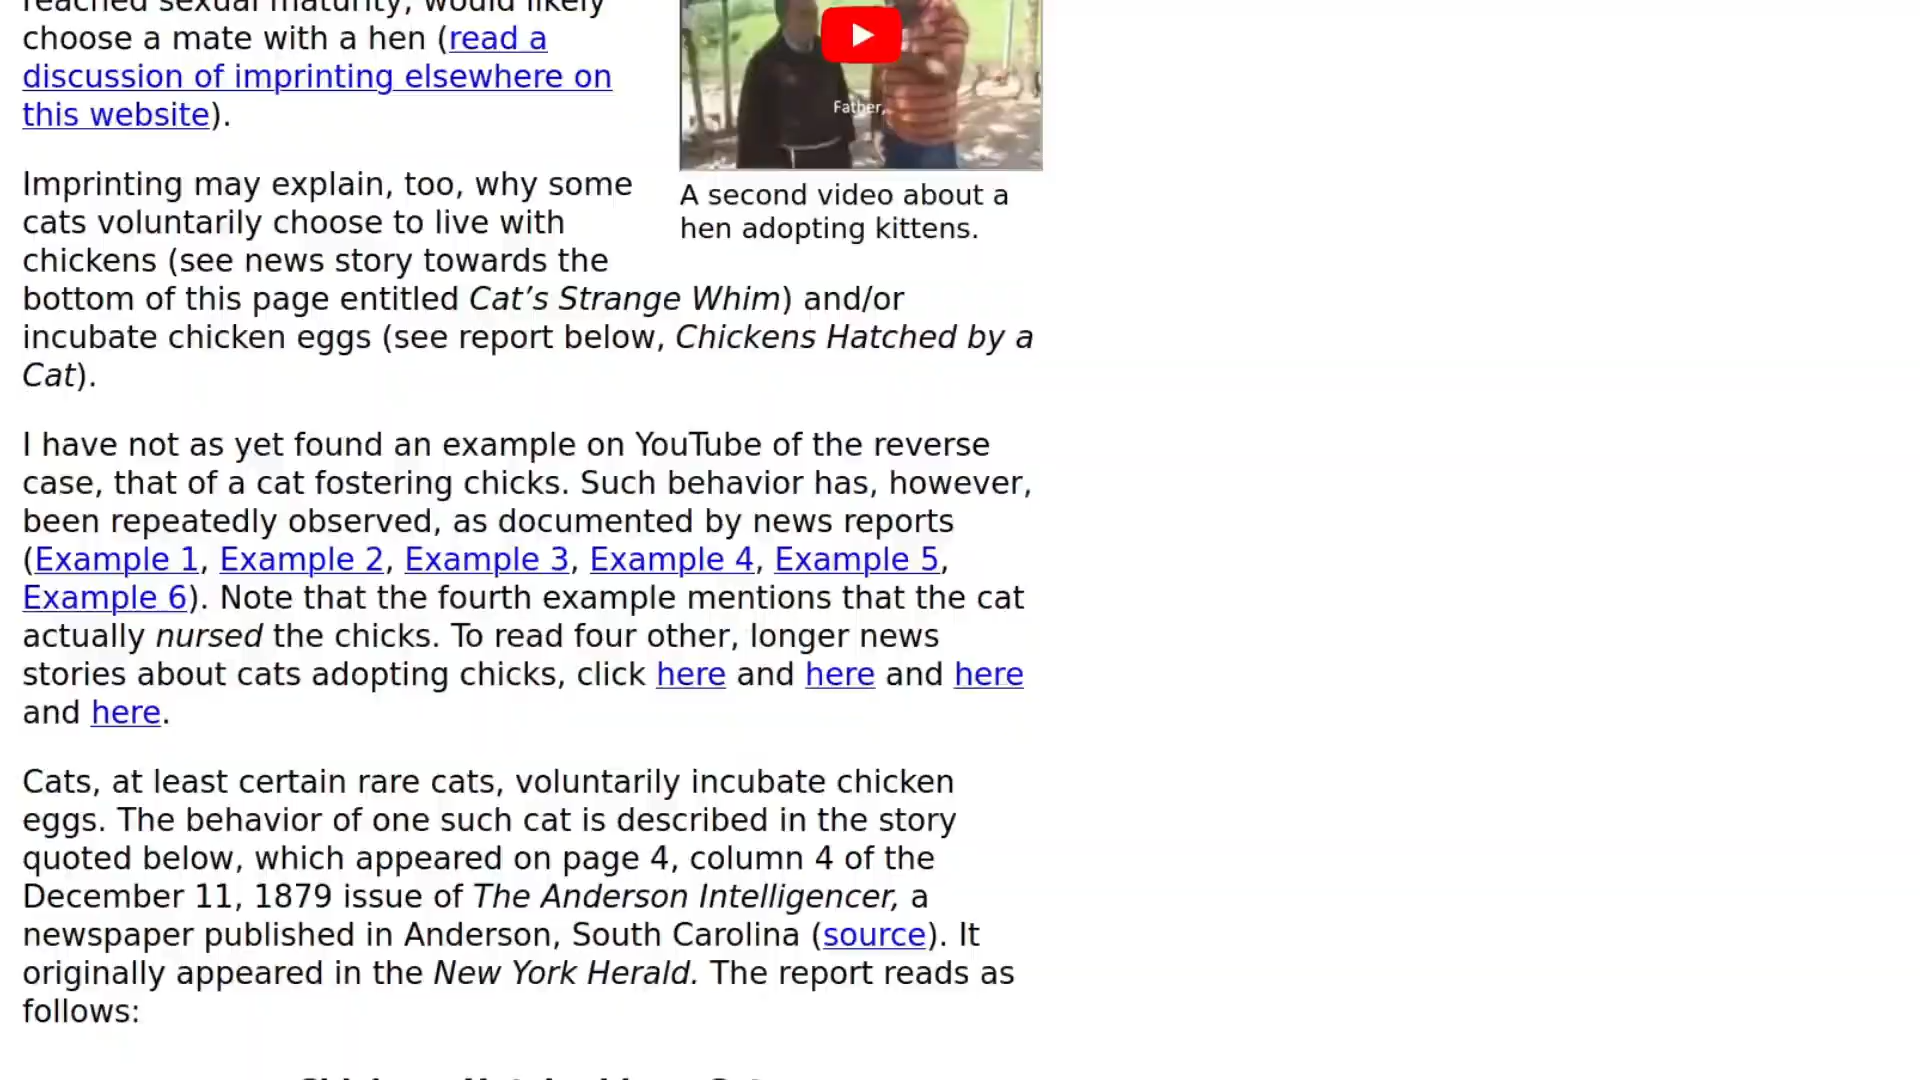 reached sexual maturity, would likely
choose a mate with a hen (read a
discussion of imprinting elsewhere on
this website).
Father,
A second video about a
hen adopting kittens.
Imprinting may explain, too, why some
cats voluntarily choose to live with
chickens (see news story towards the
bottom of this page entitled Cat’s Strange Whim) and/or
incubate chicken eggs (see report below, Chickens Hatched by a
Cat).
I have not as yet found an example on YouTube of the reverse
case, that of a cat fostering chicks. Such behavior has, however,
been repeatedly observed, as documented by news reports
(Example 1, Example 2, Example 3, Example 4, Example 5,
Example 6). Note that the fourth example mentions that the cat
actually nursed the chicks. To read four other, longer news
stories about cats adopting chicks, click here and here and here
and here.
Cats, at least certain rare cats, voluntarily incubate chicken
eggs. The behavior of one such cat is described in the story
quoted below, which appeared on page 4, column 4 of the
December 11, 1879 issue of The Anderson Intelligencer, a
newspaper published in Anderson, South Carolina (source). It
originally appeared in the New York Herald. The report reads as
follows: